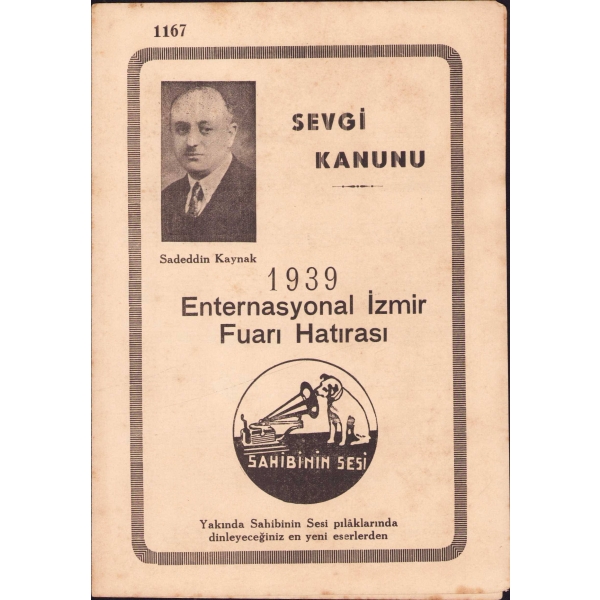 1167
SEVGİ
KANUNU
Sadeddin Kaynak
1939
Enternasyonal İzmir
Fuarı Hatırası
SAHİBİNİN SESİ
Yakında Sahibinin Sesi pılâklarında
dinleyeceğiniz en yeni eserlerden